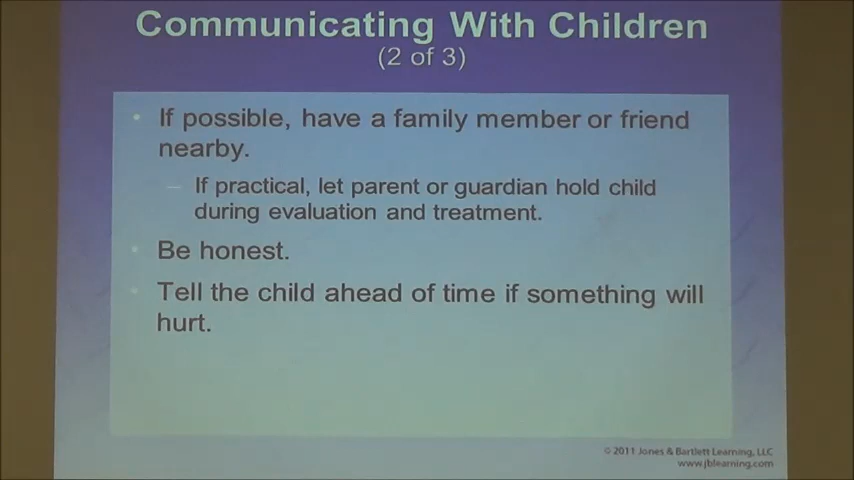 Communicating With Children
(2 of 3)
• If possible, have a family member or friend
nearby.
– If practical, let parent or guardian hold child
during evaluation and treatment.
• Be honest.
• Tell the child ahead of time if something will
hurt.
© 2011 Jones & Bartlett Learning, LLC
www.jblearning.com